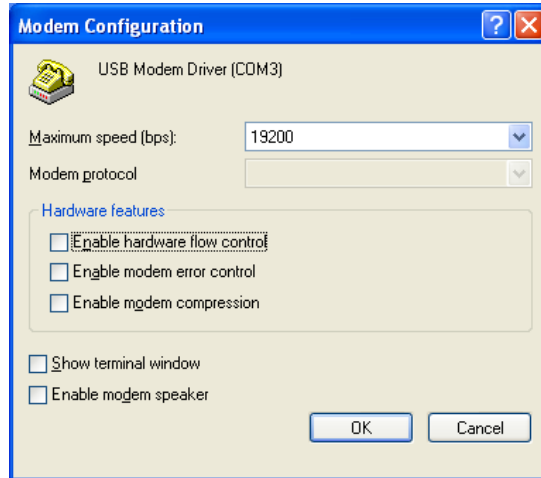 Modem Configuration
USB Modem Driver (COM3)
Maximum speed (bps): 19200
Modem protocol
Hardware features
Enable hardware flow control
Enable modem error control
Enable modem compression
Show terminal window
Enable modem speaker
OK Cancel